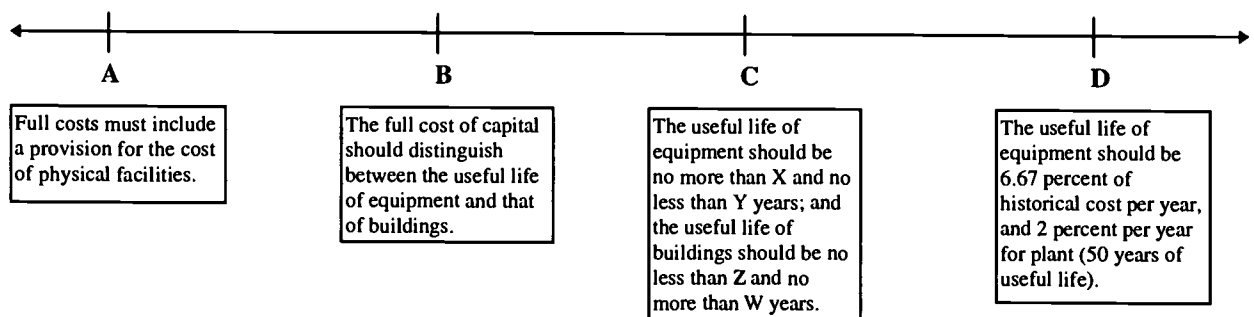 A
B
C
D
Full costs must include
a provision for the cost
of physical facilities.
The full cost of capital
should distinguish
between the useful life
of equipment and that
of buildings.
The useful life of
equipment should be
no more than X and no
less than Y years; and
the useful life of
buildings should be no
less than Z and no
more than W years.
The useful life of
equipment should be
6.67 percent of
historical cost per year,
and 2 percent per year
for plant (50 years of
useful life).